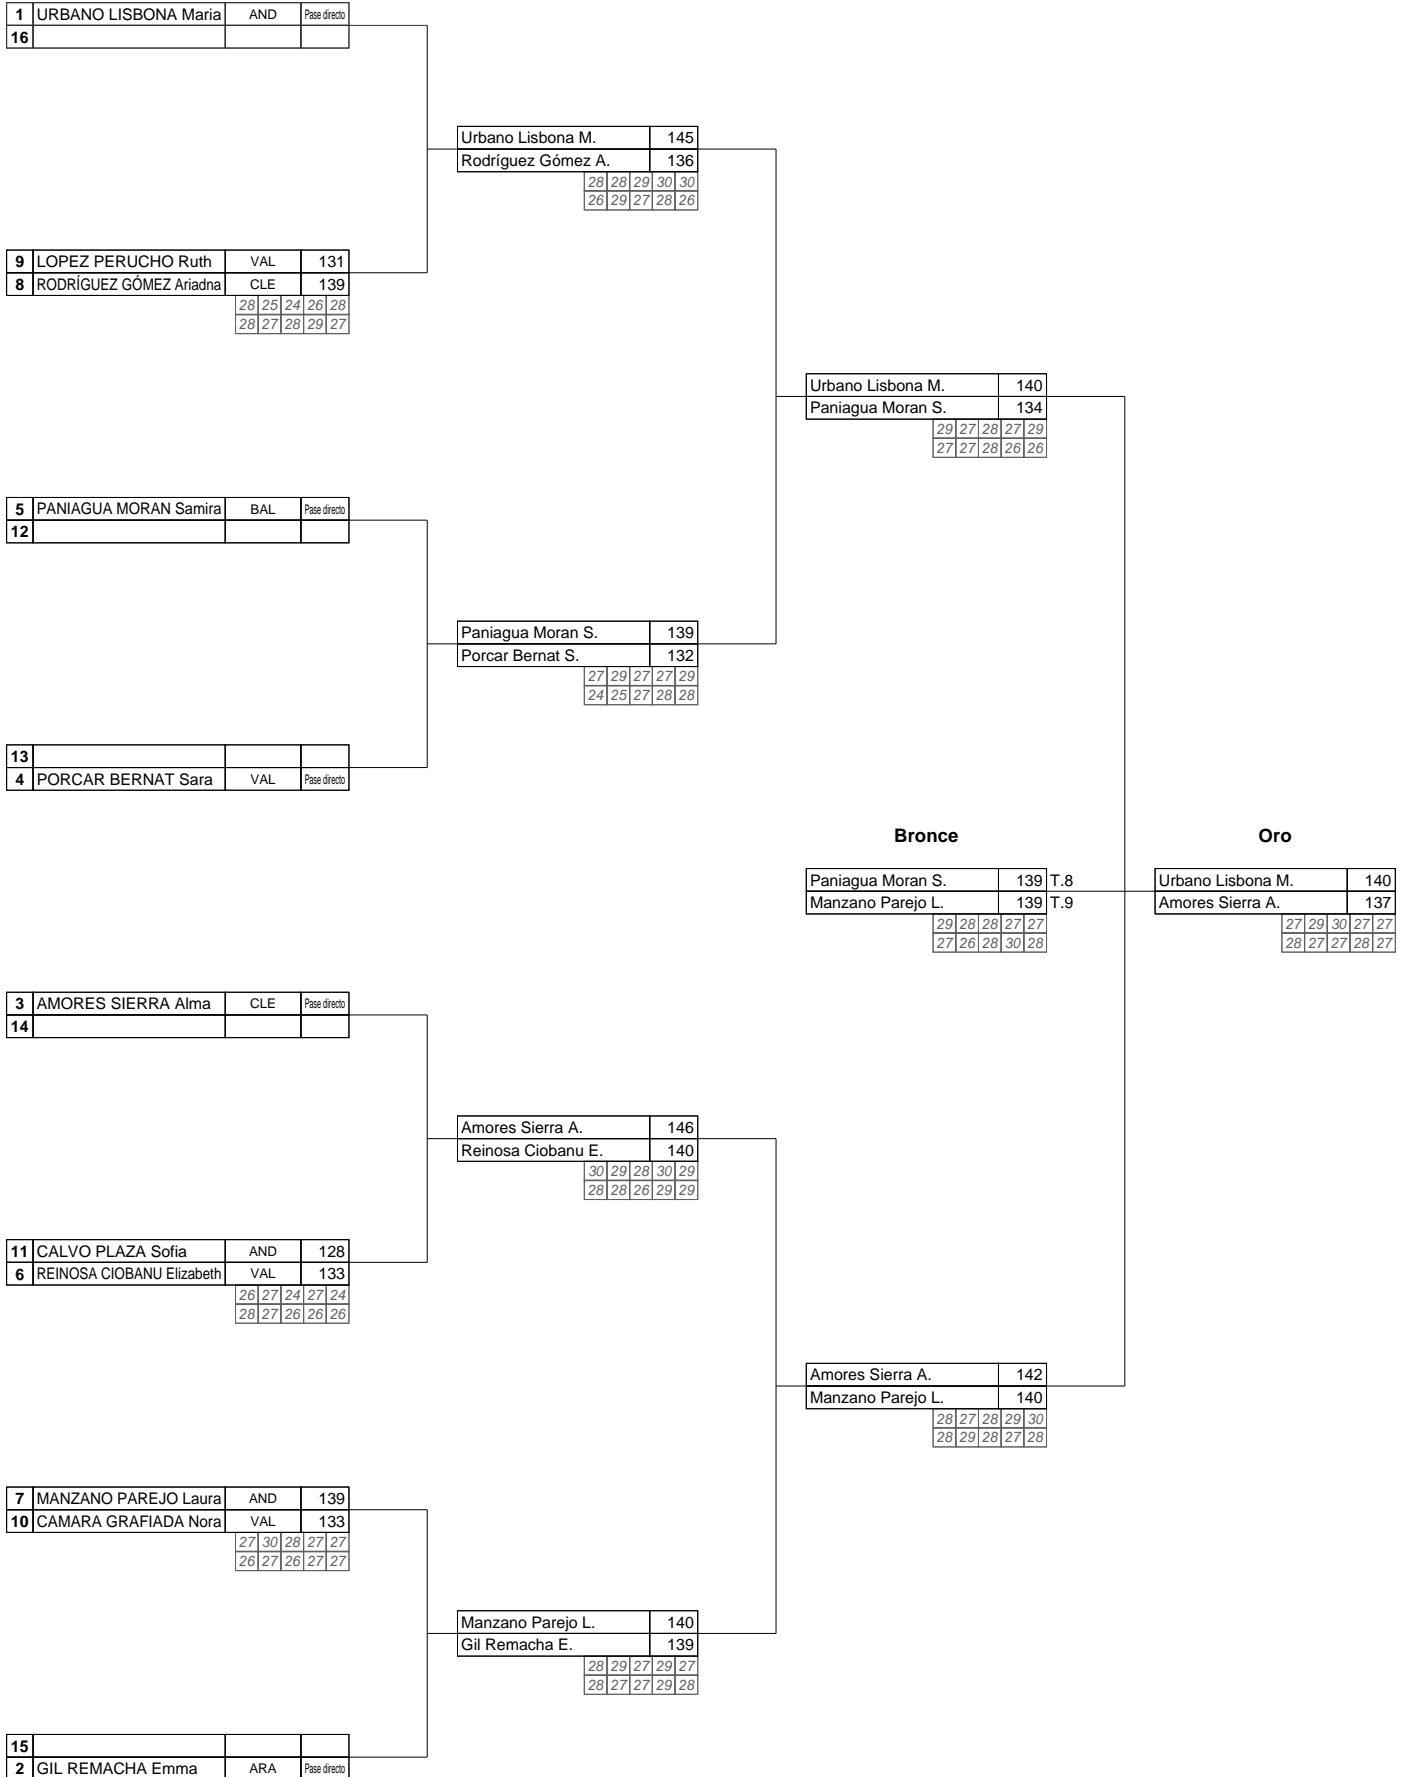 1 URBANO LISBONA Maria AND Pase directo
16
Urbano Lisbona M. 145
Rodríguez Gómez A. 136
28 28 29 30 30
26 29 27 28 26
9 LOPEZ PERUCHO Ruth VAL 131
8 RODRÍGUEZ GÓMEZ Ariadna CLE 139
28 25 24 26 28
28 27 28 29 27
Urbano Lisbona M. 140
Paniagua Moran S. 134
29 27 28 27 29
27 27 28 26 26
5 PANIAGUA MORAN Samira BAL Pase directo
12
Paniagua Moran S. 139
Porcar Bernat S. 132
27 29 27 27 29
24 25 27 28 28
13
4 PORCAR BERNAT Sara VAL Pase directo
Bronce Oro
Paniagua Moran S. 139 T.8 Urbano Lisbona M. 140
Manzano Parejo L. 139 T.9 Amores Sierra A. 137
29 28 28 27 27 27 29 30 27 27
27 26 28 30 28 28 27 27 28 27
3 AMORES SIERRA Alma CLE Pase directo
14
Amores Sierra A. 146
Reinosa Ciobanu E. 140
30 29 28 30 29
28 28 26 29 29
11 CALVO PLAZA Sofia AND 128
6 REINOSA CIOBANU Elizabeth VAL 133
26 27 24 27 24
28 27 26 26 26
Amores Sierra A. 142
Manzano Parejo L. 140
28 27 28 29 30
28 29 28 27 28
7 MANZANO PAREJO Laura AND 139
10 CAMARA GRAFIADA Nora VAL 133
27 30 28 27 27
26 27 26 27 27
Manzano Parejo L. 140
Gil Remacha E. 139
28 29 27 29 27
28 27 27 29 28
15
2 GIL REMACHA Emma ARA Pase directo